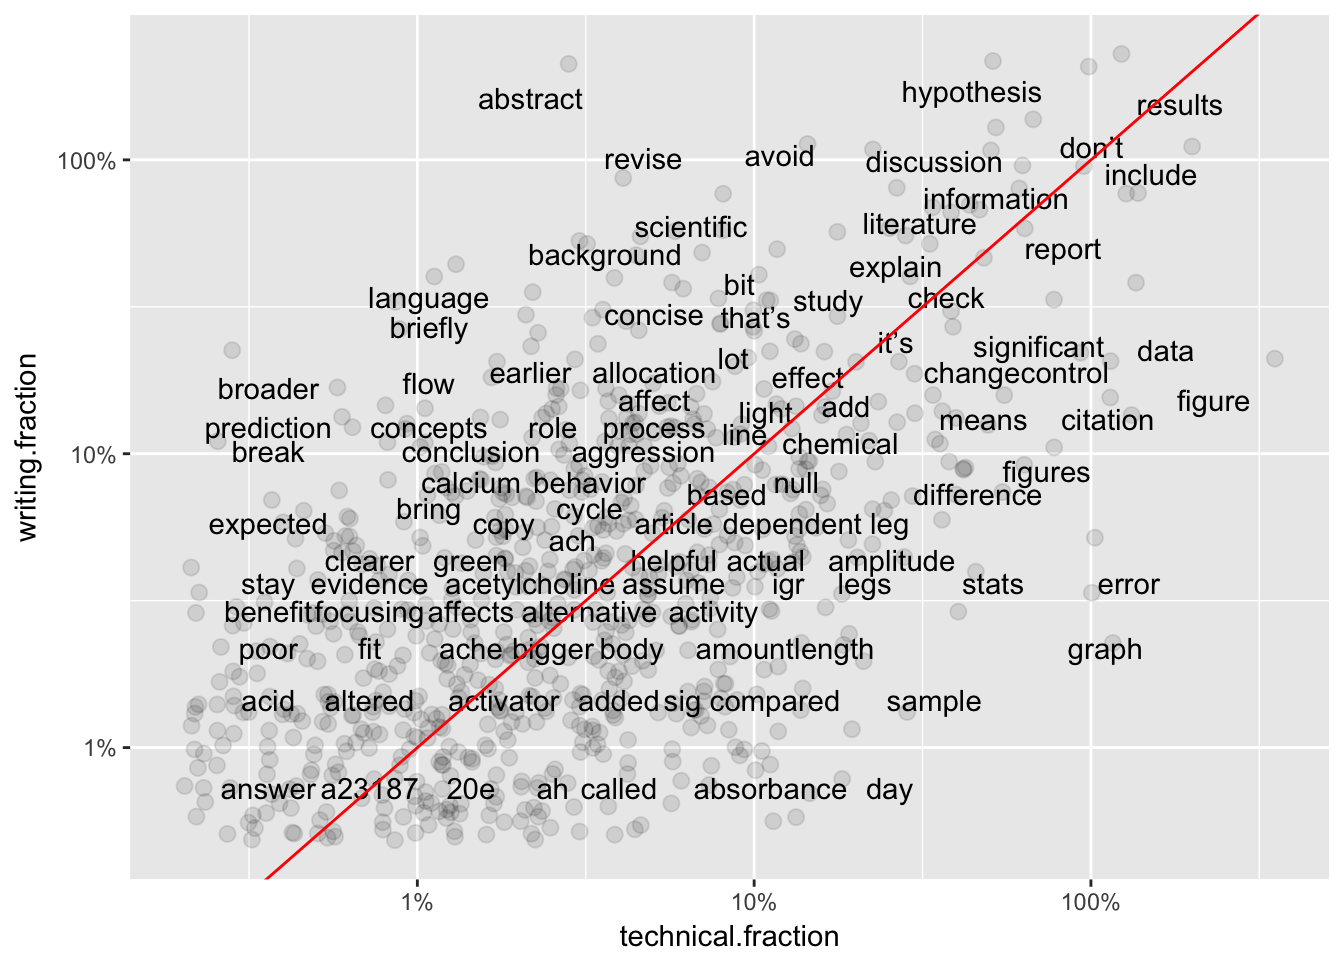 abstract
hypothesis
results
100%
revise
avoid
discussion
don't
include
information
scientific
literature
background
report
explain
bit
language
study
check
briefly
concise
that's
it's
lot
significant
data
earlier
allocation
effect
changecontrol
broader
flow
affect
light
add
figure
prediction
concepts
role
process
line
means
citation
10%
break
conclusion
aggression
chemical
calcium
behavior
based
null
figures
difference
bring
cycle
expected
copy
article
dependent
leg
ach
clearer
green
helpful
actual
amplitude
stay
evidence
acetylcholine
assume
igr
legs
stats
error
benefitfocusing
affects
alternative
activity
poor
fit
ache
bigger
body
amountlength
graph
acid
altered
activator
added
sig
compared
sample
1%
answer
a23187
20e
ah
called
absorbance
day
writing.fraction
1%
10%
100%
technical.fraction